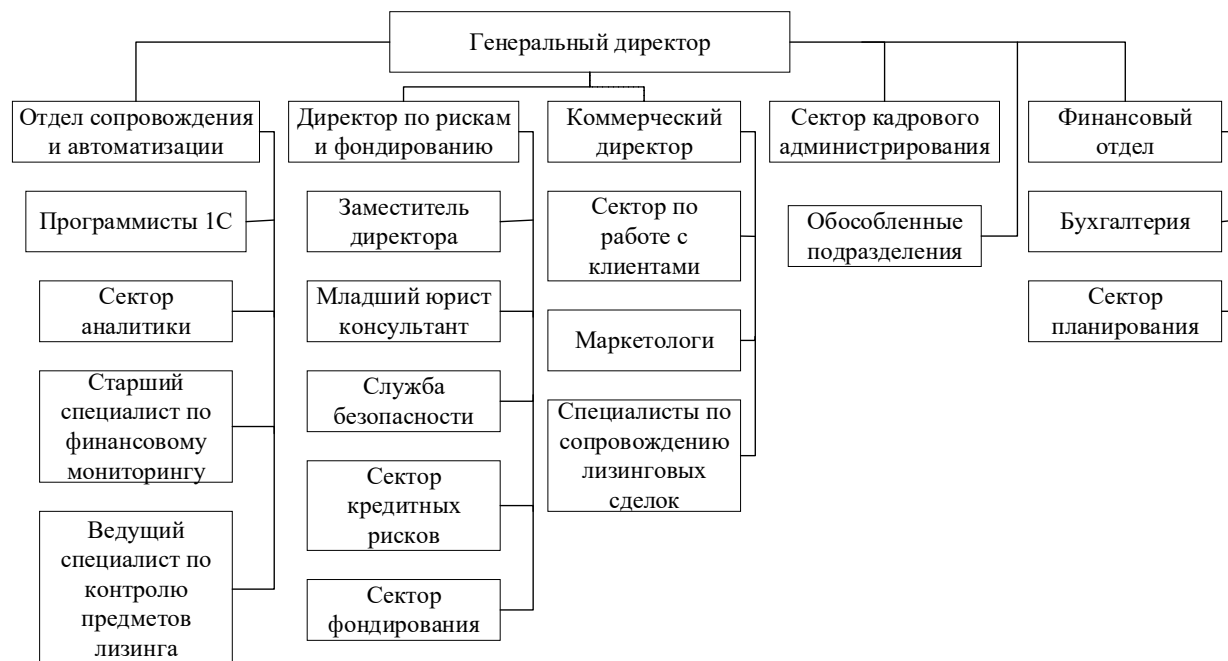 Генеральный директор
Отдел сопровождения
и автоматизации
Программисты 1С
Сектор
аналитики
Старший
специалист по
финансовому
мониторингу
Ведущий
специалист по
контролю
предметов
лизинга
Директор по рискам
и фондированию
Заместитель
директора
Младший юрист
консультант
Служба
безопасности
Сектор
кредитных
рисков
Сектор
фондирования
Коммерческий
директор
Сектор по
работе с
клиентами
Маркетологи
Специалисты по
сопровождению
лизинговых
сделок
Сектор кадрового
администрирования
Обособленные
подразделения
Финансовый
отдел
Бухгалтерия
Сектор
планирования